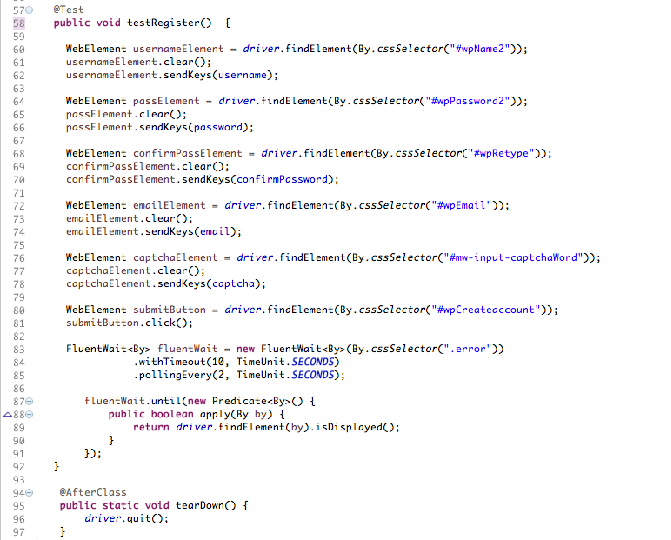 57 @Test
58 public void testRegister() {
59
60 WebElement usernameElement = driver.findElement(By.cssSelector("#wpName2"));
61 usernameElement.clear();
62 usernameElement.sendKeys(username);
63
64 WebElement passElement = driver.findElement(By.cssSelector("#wpPassword2"));
65 passElement.clear();
66 passElement.sendKeys(password);
67
68 WebElement confirmPassElement = driver.findElement(By.cssSelector("#wpRetype"));
69 confirmPassElement.clear();
70 confirmPassElement.sendKeys(confirmPassword);
71
72 WebElement emailElement = driver.findElement(By.cssSelector("#wpEmail"));
73 emailElement.clear();
74 emailElement.sendKeys(email);
75
76 WebElement captchaElement = driver.findElement(By.cssSelector("#mw-input-captchaWord"));
77 captchaElement.clear();
78 captchaElement.sendKeys(captcha);
79
80 WebElement submitButton = driver.findElement(By.cssSelector("#wpCreateaccount"));
81 submitButton.click();
82
83 FluentWait<By> fluentWait = new FluentWait<By>(By.cssSelector(".error"))
84 .withTimeout(10, TimeUnit.SECONDS)
85 .pollingEvery(2, TimeUnit.SECONDS);
86
87 fluentWait.until(new Predicate<By>() {
88 public boolean apply(By by) {
89 return driver.findElement(by).isDisplayed();
90 }
91 });
92 }
93
94 @AfterClass
95 public static void tearDown() {
96 driver.quit();
97 }